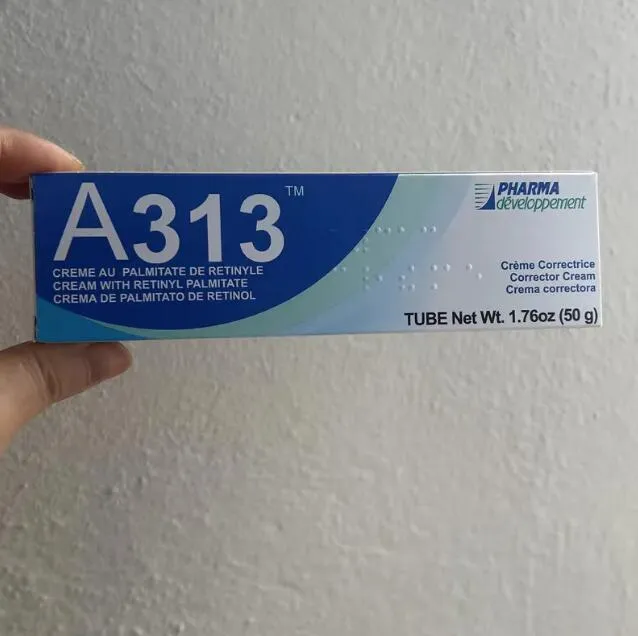 A313™
CREME AU PALMITATE DE RETINYLE
CREAM WITH RETINYL PALMITATE
CREMA DE PALMITATO DE RETINOL
PHARMA
développement
Crème Correctrice
Corrector Cream
Crema correctora
TUBE Net Wt. 1.76oz (50 g)